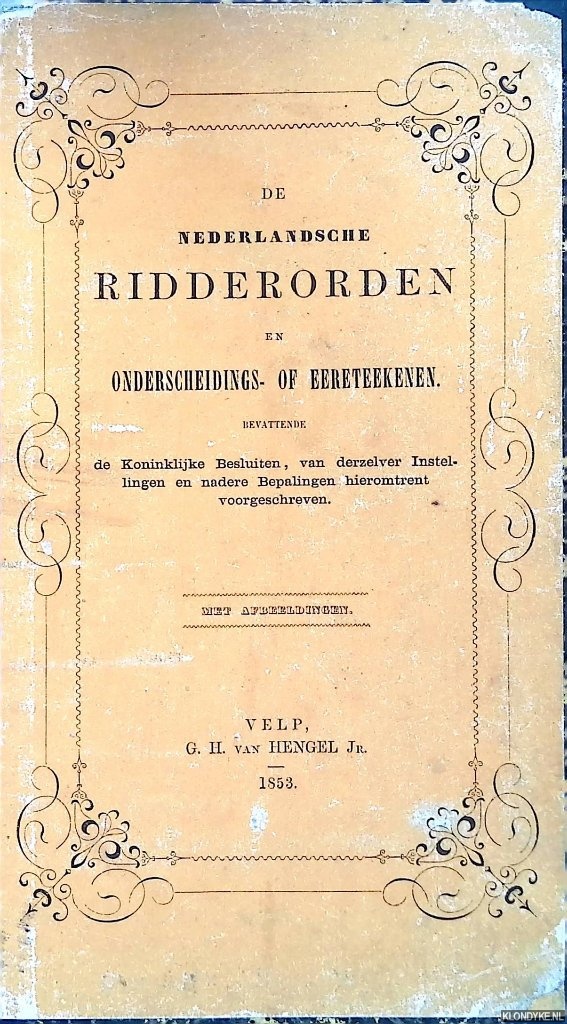 DE
NEDERLANDSCHE
RIDDERORDEN
EN
ONDERSCHEIDINGS- OF EERETEEKENEN.
BEVATTENDE
de Koninklijke Besluiten, van derzelver Instel-
lingen en nadere Bepalingen hieromtrent
voorgeschreven.
MET AFBEELDINGEN.
VELP,
G. H. VAN HENGEL JR.
1853.
KLONDYKE.NL